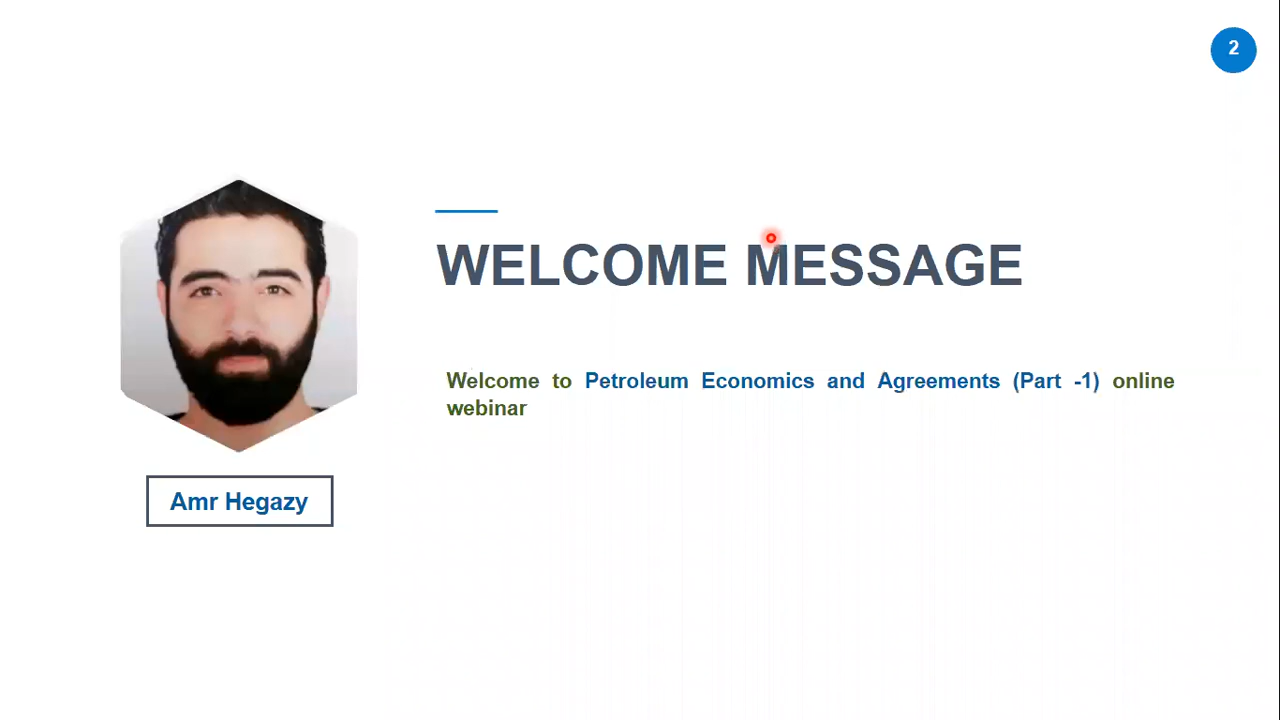 2
WELCOME MESSAGE
Welcome to Petroleum Economics and Agreements (Part -1) online
webinar
Amr Hegazy